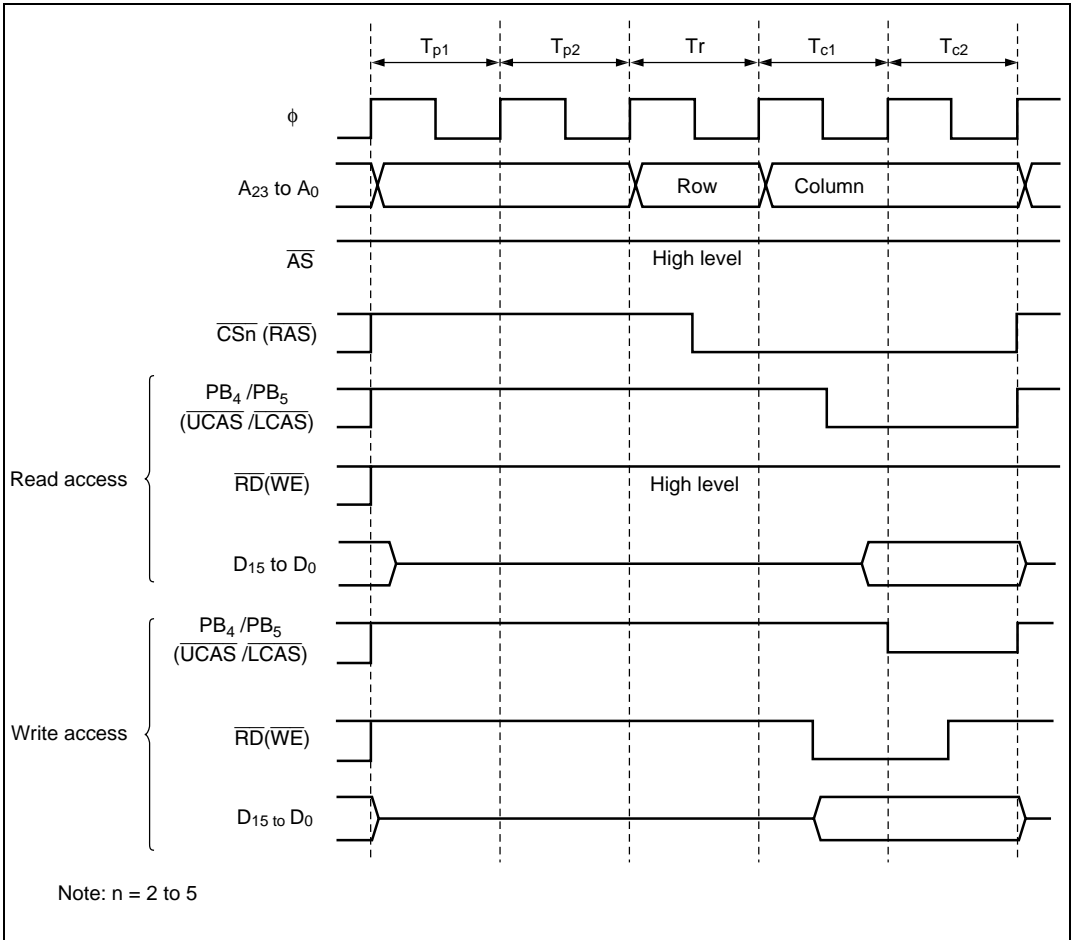 Tp1 Tp2 Tr Tc1 Tc2
ϕ
A23 to A0 Row Column
AS High level
CSn (RAS)
PB4 /PB5
(UCAS /LCAS)
Read access
RD(WE) High level
D15 to D0
PB4 /PB5
(UCAS /LCAS)
Write access RD(WE)
D15 to D0
Note: n = 2 to 5